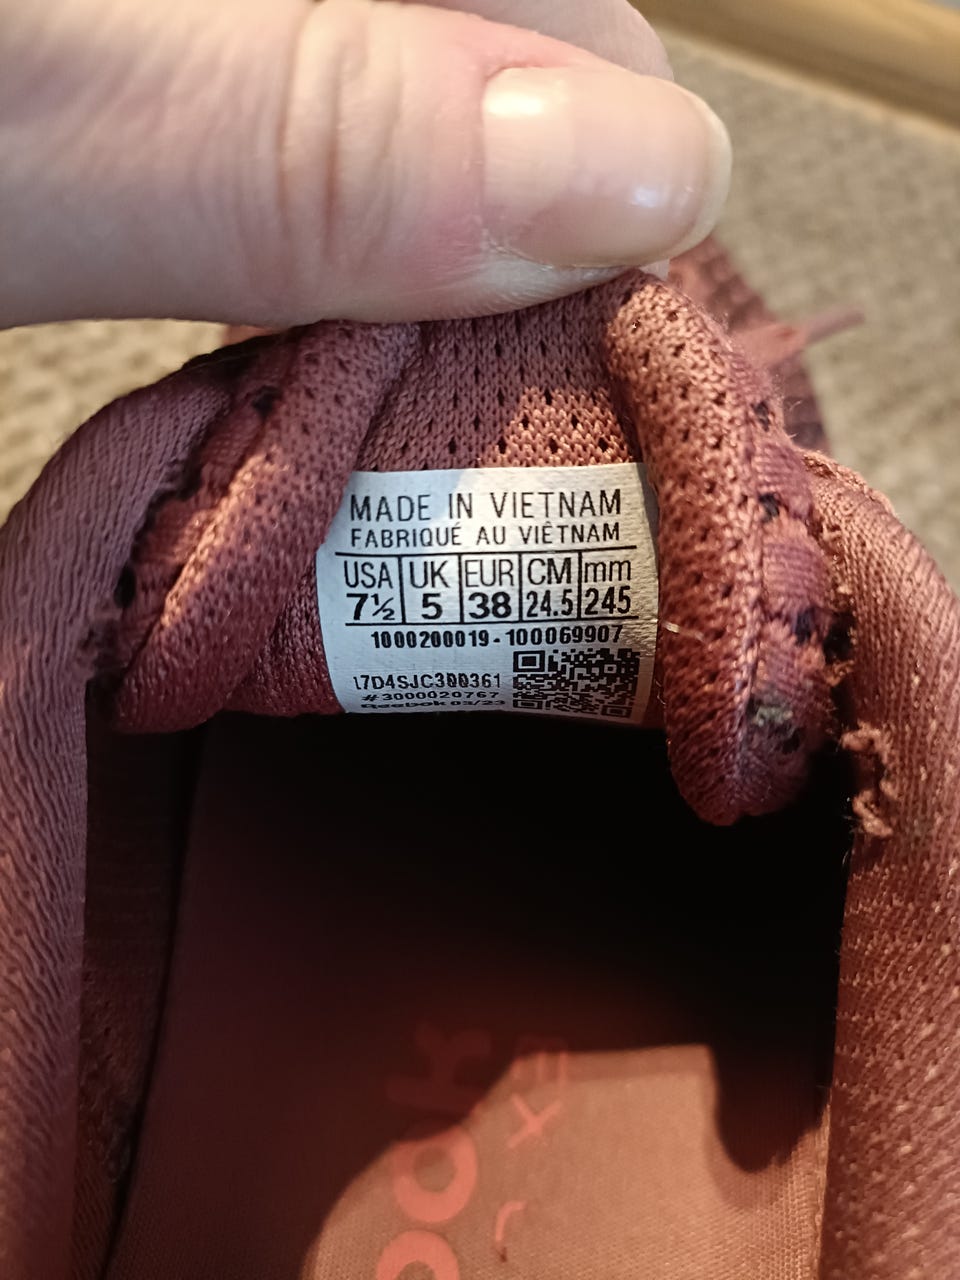 MADE IN VIETNAM
FABRIQUÉ AU VIÊTNAM
USA UK EUR CM mm
7½ 5 38 24.5 245
1000200019 - 100069907
17D4SJC300361
#3000020767
Reebok 03/23